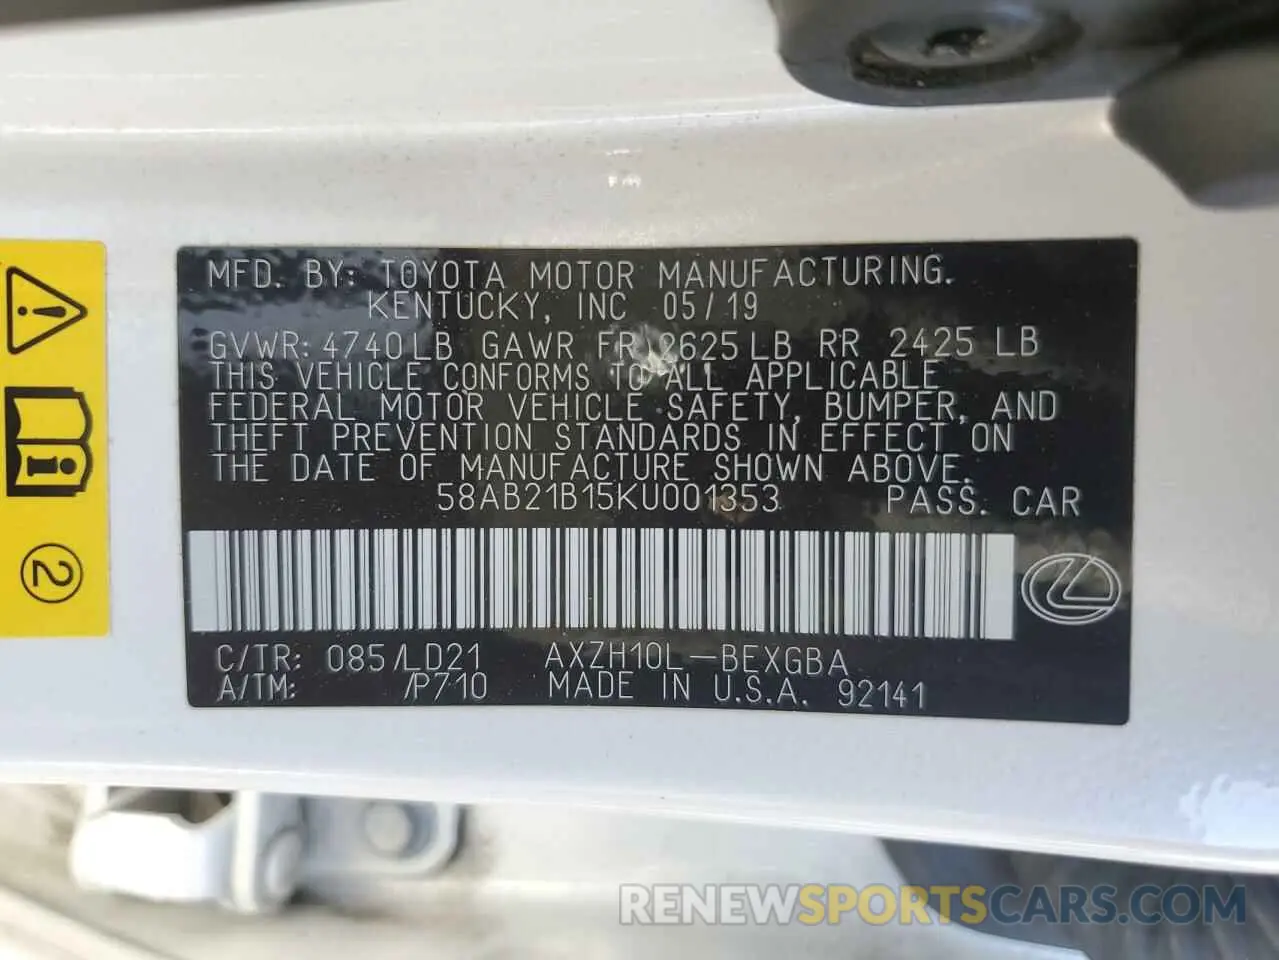 MFD. BY: TOYOTA MOTOR MANUFACTURING.
KENTUCKY, INC 05/19
GVWR: 4740LB GAWR FR 2625LB RR 2425 LB
THIS VEHICLE CONFORMS TO ALL APPLICABLE
FEDERAL MOTOR VEHICLE SAFETY, BUMPER, AND
THEFT PREVENTION STANDARDS IN EFFECT ON
THE DATE OF MANUFACTURE SHOWN ABOVE.
58AB21B15KU001353 PASS. CAR
C/TR: 085/LD21 AXZH10L-BEXGBA
A/TM: /P710 MADE IN U.S.A. 92141
2
RENEWSPORTSCARS.COM